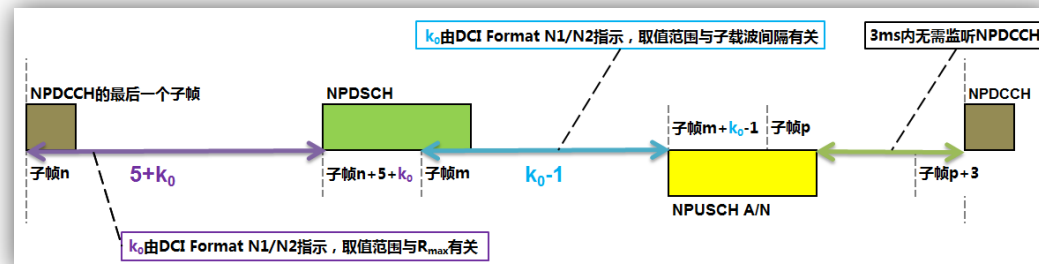 k₀由DCI Format N1/N2指示，取值范围与子载波间隔有关
3ms内无需监听NPDCCH
NPDCCH的最后一个子帧
NPDSCH
NPDCCH
子帧m+k₀-1
子帧p
子帧n
5+k₀
子帧n+5+k₀
子帧m
k₀-1
子帧p+3
NPUSCH A/N
k₀由DCI Format N1/N2指示，取值范围与Rmax有关